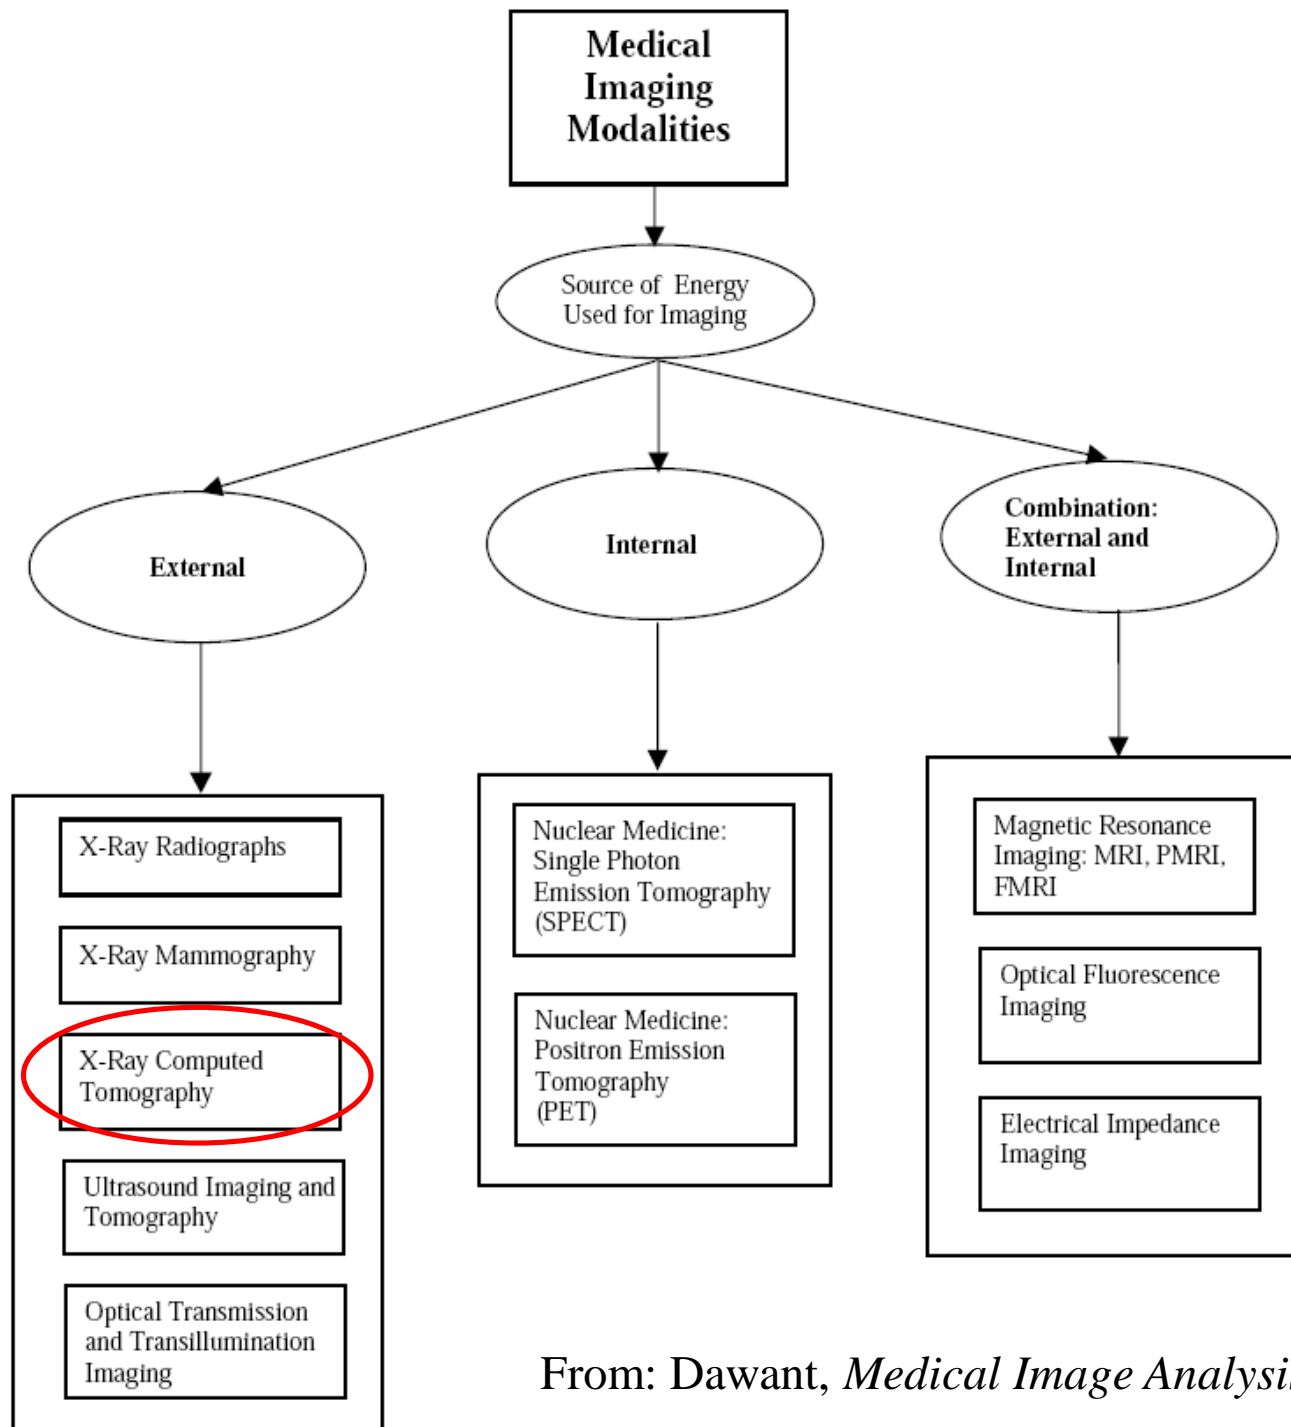 Medical
Imaging
Modalities
Source of Energy
Used for Imaging
External
Internal
Combination:
External and
Internal
X-Ray Radiographs
X-Ray Mammography
X-Ray Computed
Tomography
Ultrasound Imaging and
Tomography
Optical Transmission
and Transillumination
Imaging
Nuclear Medicine:
Single Photon
Emission Tomography
(SPECT)
Nuclear Medicine:
Positron Emission
Tomography
(PET)
Magnetic Resonance
Imaging: MRI, PMRI,
FMRI
Optical Fluorescence
Imaging
Electrical Impedance
Imaging
From: Dawant, Medical Image Analysis